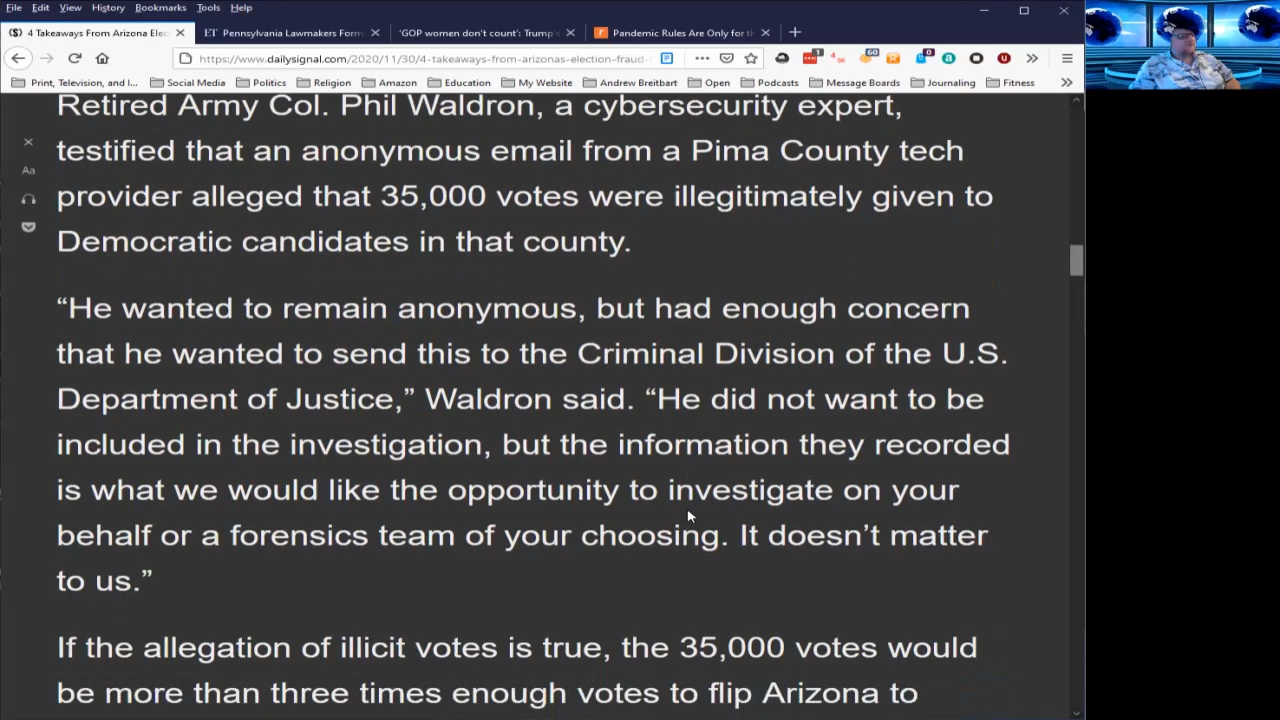 File Edit View History Bookmarks Tools Help
($) 4 Takeaways From Arizona Elec
ET Pennsylvania Lawmakers Form
'GOP women don't count': Trump's
Pandemic Rules Are Only for th
https://www.dailysignal.com/2020/11/30/4-takeaways-from-arizonas-election-fraud-
1
60
0
Print, Television, and I... Social Media Politics Religion Amazon Education My Website Andrew Breitbart Open Podcasts Message Boards Journaling Fitness
Aa
Retired Army Col. Phil Waldron, a cybersecurity expert,
testified that an anonymous email from a Pima County tech
provider alleged that 35,000 votes were illegitimately given to
Democratic candidates in that county.
“He wanted to remain anonymous, but had enough concern
that he wanted to send this to the Criminal Division of the U.S.
Department of Justice,” Waldron said. “He did not want to be
included in the investigation, but the information they recorded
is what we would like the opportunity to investigate on your
behalf or a forensics team of your choosing. It doesn’t matter
to us.”
If the allegation of illicit votes is true, the 35,000 votes would
be more than three times enough votes to flip Arizona to